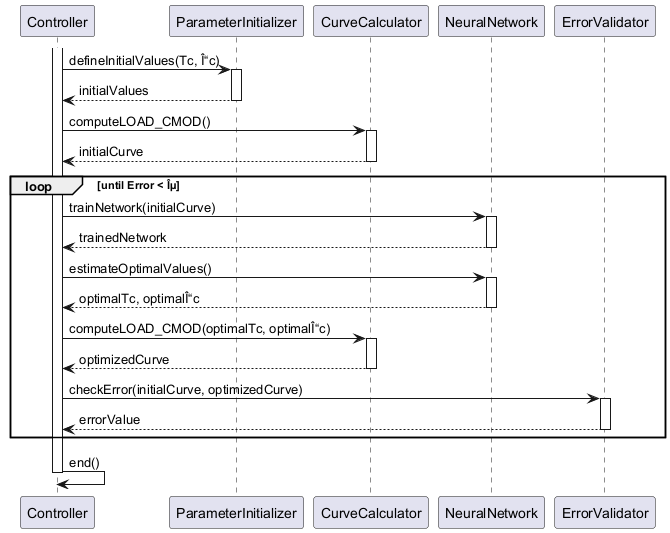 Controller ParameterInitializer CurveCalculator NeuralNetwork ErrorValidator
defineInitialValues(Tc, Î“c)
initialValues
computeLOAD_CMOD()
initialCurve
loop [until Error < Îµ]
trainNetwork(initialCurve)
trainedNetwork
estimateOptimalValues()
optimalTc, optimalÎ“c
computeLOAD_CMOD(optimalTc, optimalÎ“c)
optimizedCurve
checkError(initialCurve, optimizedCurve)
errorValue
end()
Controller ParameterInitializer CurveCalculator NeuralNetwork ErrorValidator